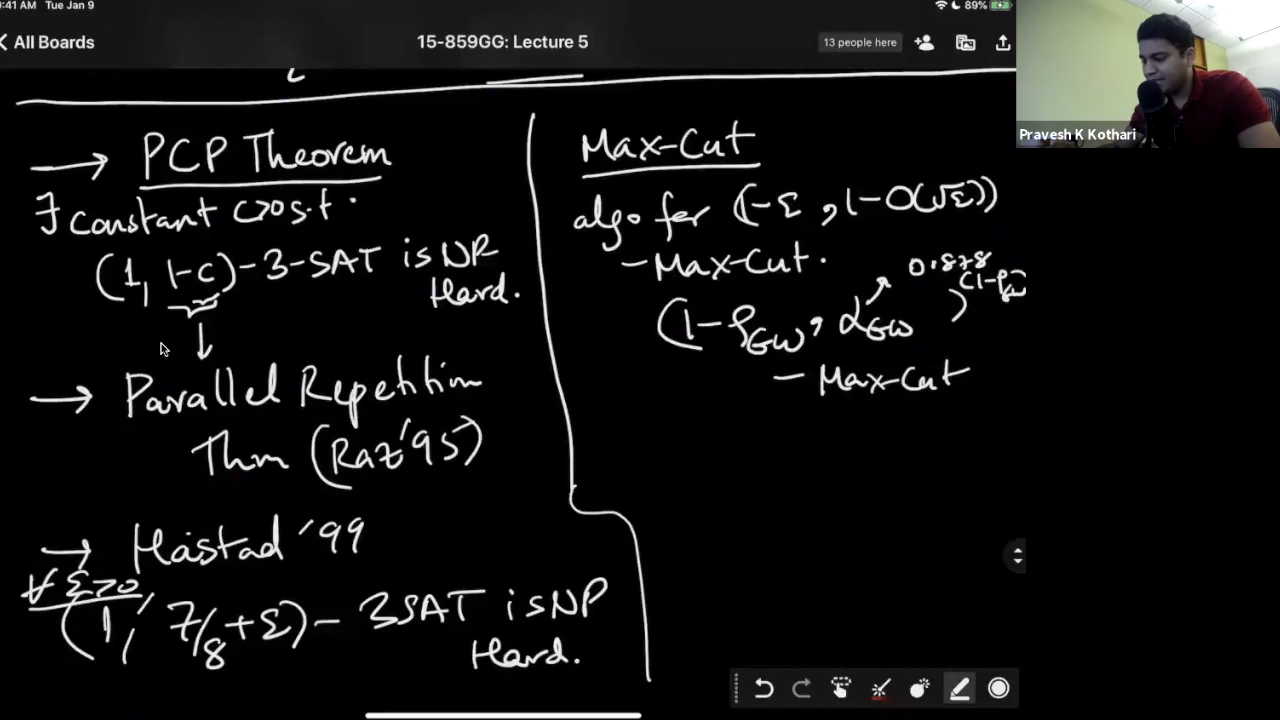 9:41 AM Tue Jan 9
89%
All Boards
15-859GG: Lecture 5
13 people here
Pravesh K Kothari
→ PCP Theorem
∃ constant c>0 s.t.
(1, 1-c)-3-SAT is NP
Hard.
→ Parallel Repetition
Thm (Raz'95)
→ Håstad '99
∀ ε>0,
(1, 7/8+ε)- 3SAT is NP
Hard.
Max-Cut
algo for (1-ε, 1-O(√ε))
-Max-Cut.
0.878
(1-ρ_GW, α_GW (1-ρ_GW))
- Max-Cut